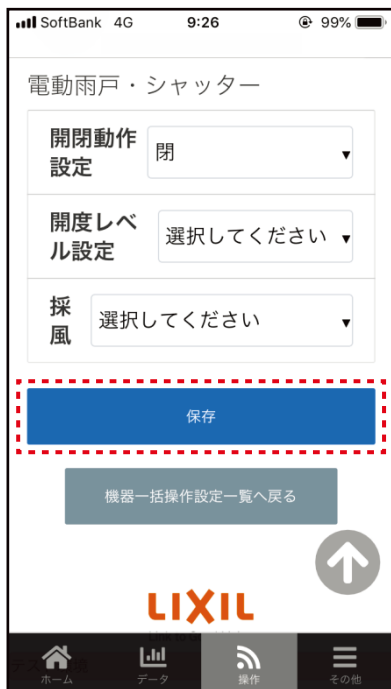 SoftBank 4G 9:26 99%
電動雨戸・シャッター
開閉動作
設定
閉
開度レベ
ル設定
選択してください
採
風
選択してください
保存
機器一括操作設定一覧へ戻る
LIXIL
ホーム データ 操作 その他